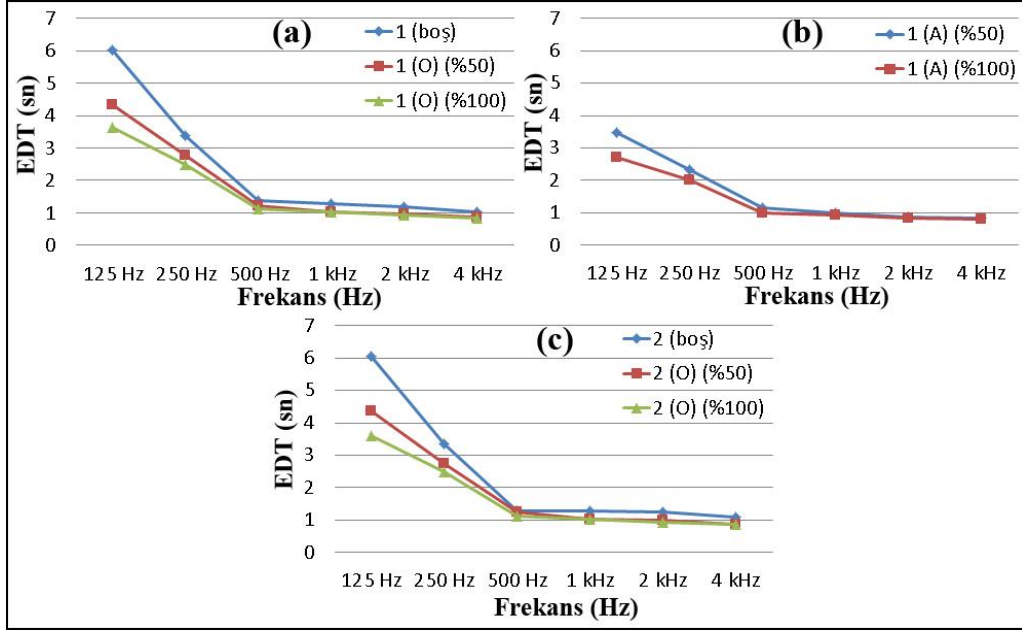 (a)
EDT (sn)
7
6
5
4
3
2
1
0
1 (boş)
1 (O) (%50)
1 (O) (%100)
125 Hz 250 Hz 500 Hz 1 kHz 2 kHz 4 kHz
Frekans (Hz)
(b)
EDT (sn)
7
6
5
4
3
2
1
0
1 (A) (%50)
1 (A) (%100)
125 Hz 250 Hz 500 Hz 1 kHz 2 kHz 4 kHz
Frekans (Hz)
(c)
EDT (sn)
7
6
5
4
3
2
1
0
2 (boş)
2 (O) (%50)
2 (O) (%100)
125 Hz 250 Hz 500 Hz 1 kHz 2 kHz 4 kHz
Frekans (Hz)